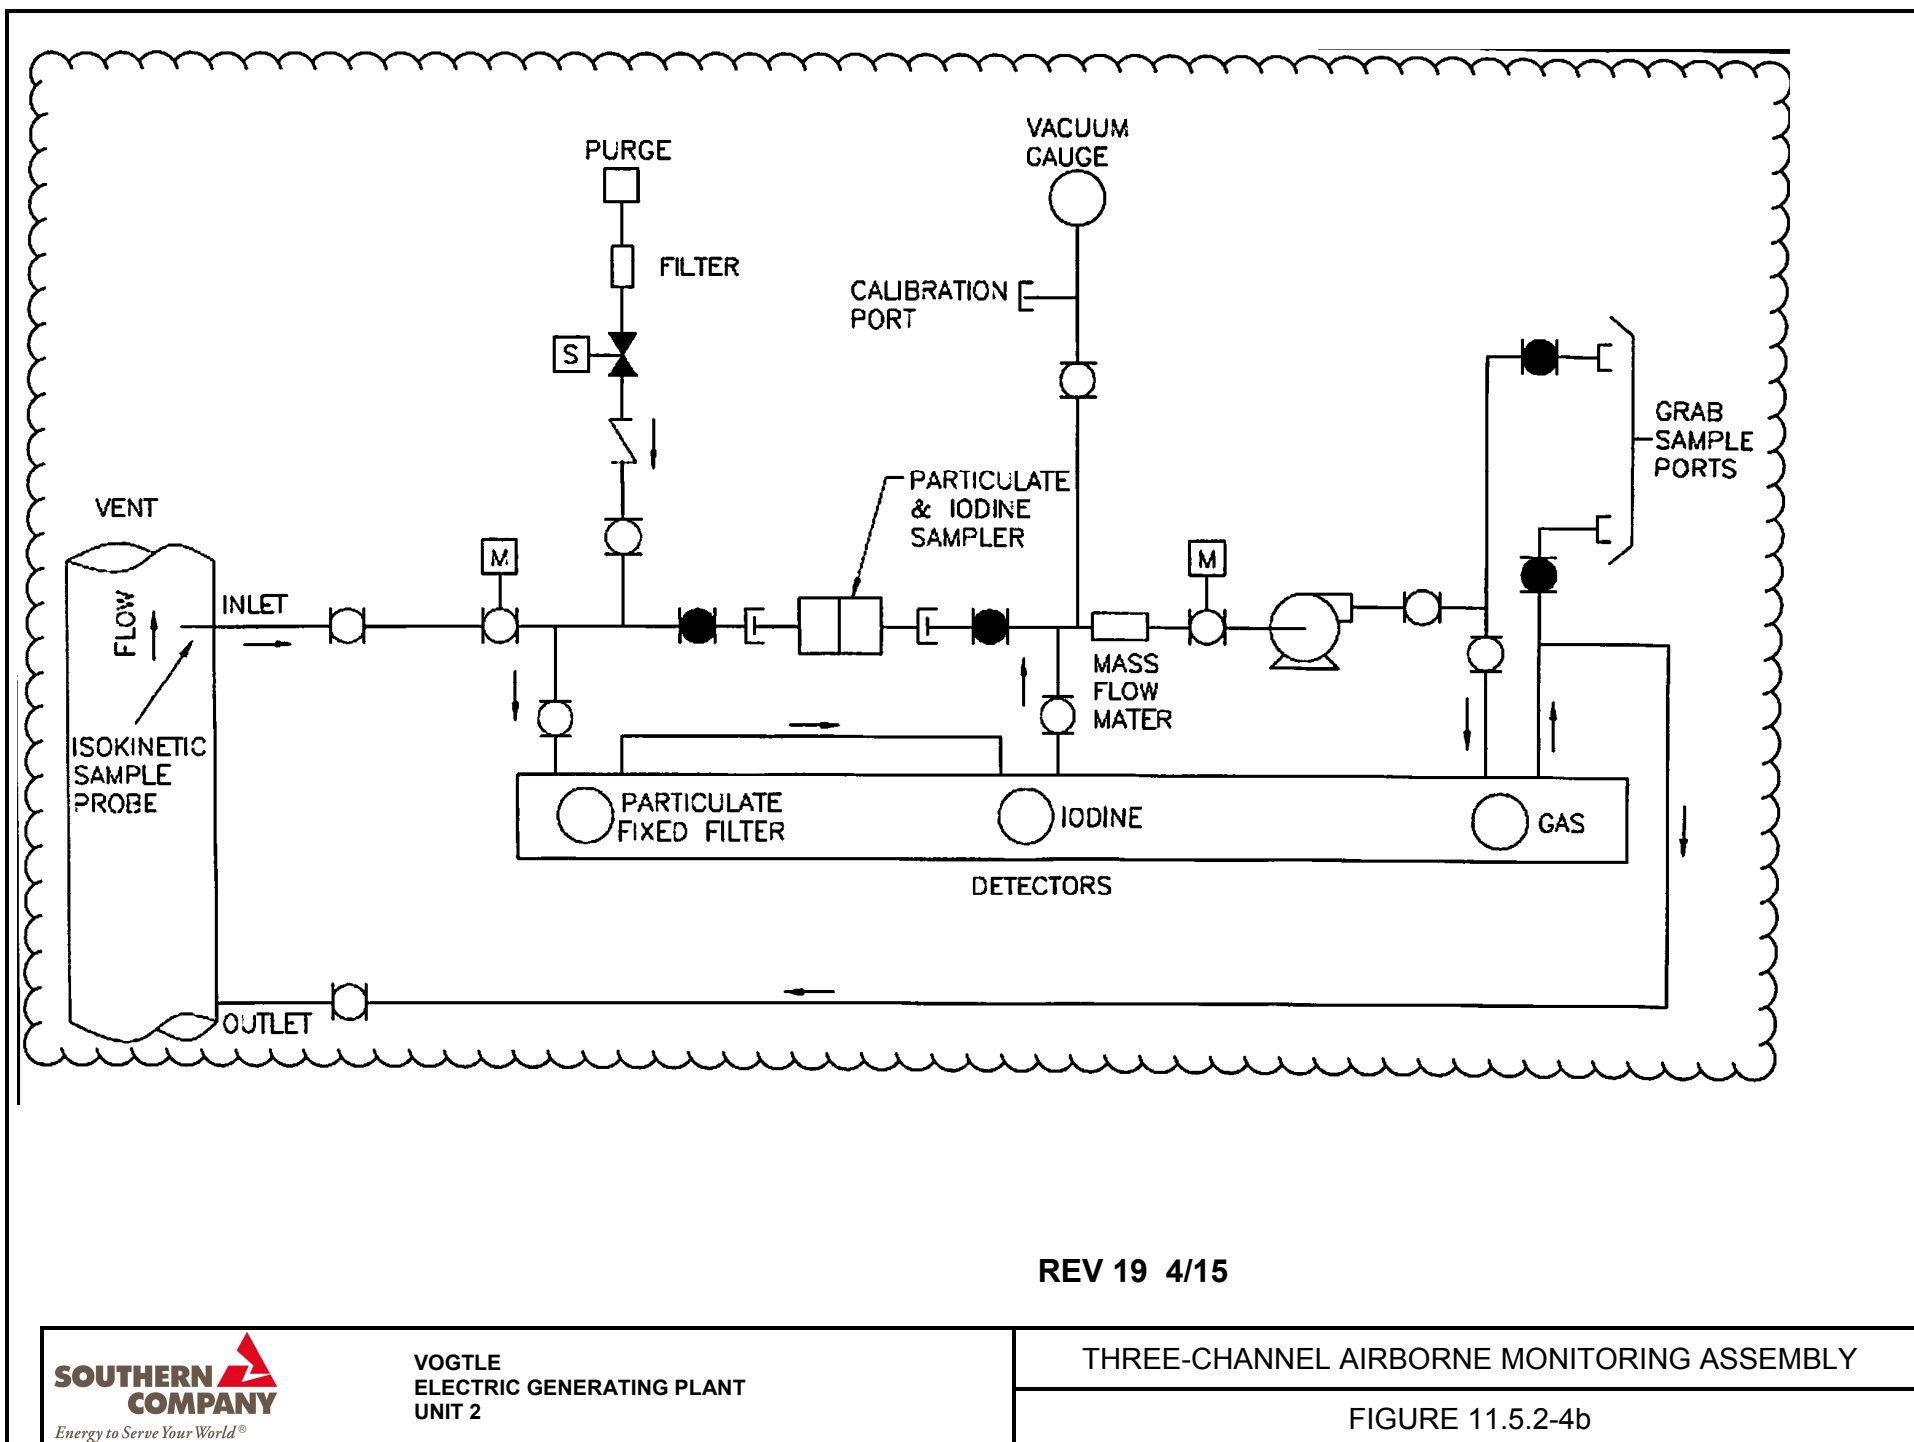 PURGE
VACUUM
GAUGE
FILTER
CALIBRATION
PORT
S
GRAB
SAMPLE
PORTS
PARTICULATE
& IODINE
SAMPLER
VENT
M
M
INLET
FLOW
MASS
FLOW
MATER
ISOKINETIC
SAMPLE
PROBE
PARTICULATE
FIXED FILTER
IODINE
GAS
DETECTORS
OUTLET
REV 19 4/15
SOUTHERN
COMPANY
Energy to Serve Your World®
VOGTLE
ELECTRIC GENERATING PLANT
UNIT 2
THREE-CHANNEL AIRBORNE MONITORING ASSEMBLY
FIGURE 11.5.2-4b